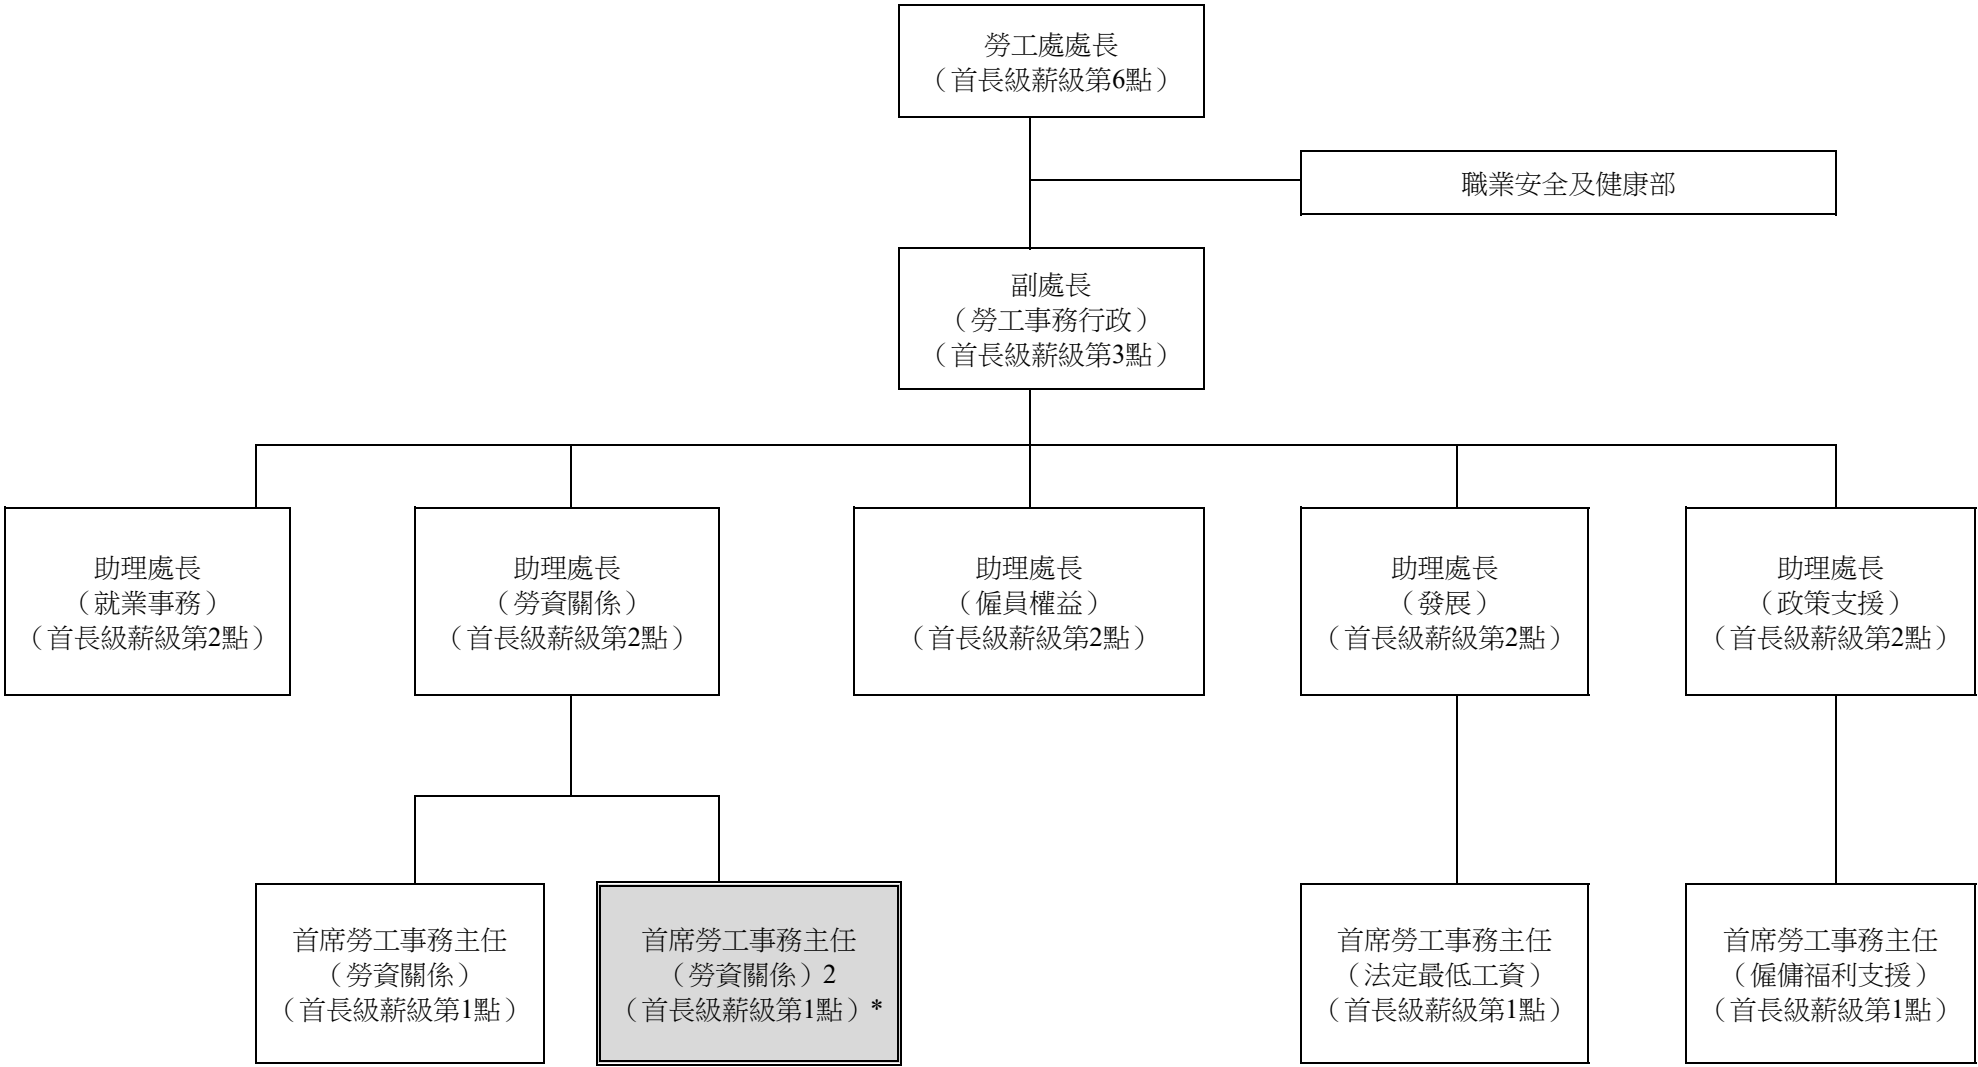 勞工處處長
（首長級薪級第6點）
職業安全及健康部
副處長
（勞工事務行政）
（首長級薪級第3點）
助理處長
（就業事務）
（首長級薪級第2點）
助理處長
（勞資關係）
（首長級薪級第2點）
助理處長
（僱員權益）
（首長級薪級第2點）
助理處長
（發展）
（首長級薪級第2點）
助理處長
（政策支援）
（首長級薪級第2點）
首席勞工事務主任
（勞資關係）
（首長級薪級第1點）
首席勞工事務主任
（勞資關係）2
（首長級薪級第1點）*
首席勞工事務主任
（法定最低工資）
（首長級薪級第1點）
首席勞工事務主任
（僱傭福利支援）
（首長級薪級第1點）